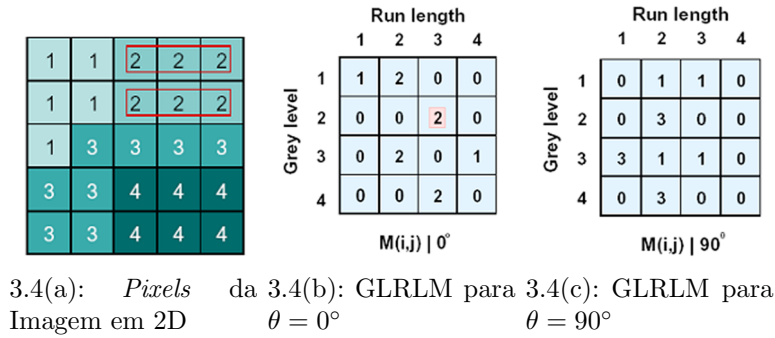 1 1 2 2 2
1 1 2 2 2
1 3 3 3 3
3 3 4 4 4
3 3 4 4 4
Run length
1 2 3 4
Grey level
1 1 2 0 0
2 0 0 2 0
3 0 2 0 1
4 0 0 2 0
M(i,j) | 0°
Run length
1 2 3 4
Grey level
1 0 1 1 0
2 0 3 0 0
3 3 1 1 0
4 0 3 0 0
M(i,j) | 90°
3.4(a): Pixels da
Imagem em 2D
3.4(b): GLRLM para
θ = 0°
3.4(c): GLRLM para
θ = 90°